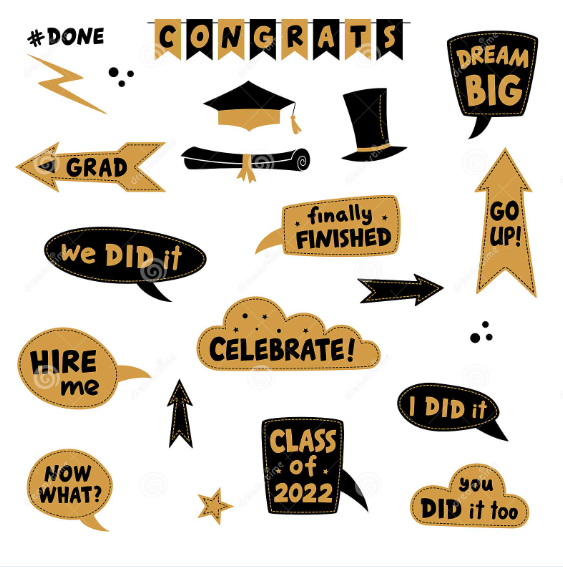 #DONE
CONGRATS
DREAM
BIG
GRAD
finally
FINISHED
GO
UP!
we DID it
CELEBRATE!
HIRE
me
I DID it
CLASS
of
2022
NOW
WHAT?
you
DID it too